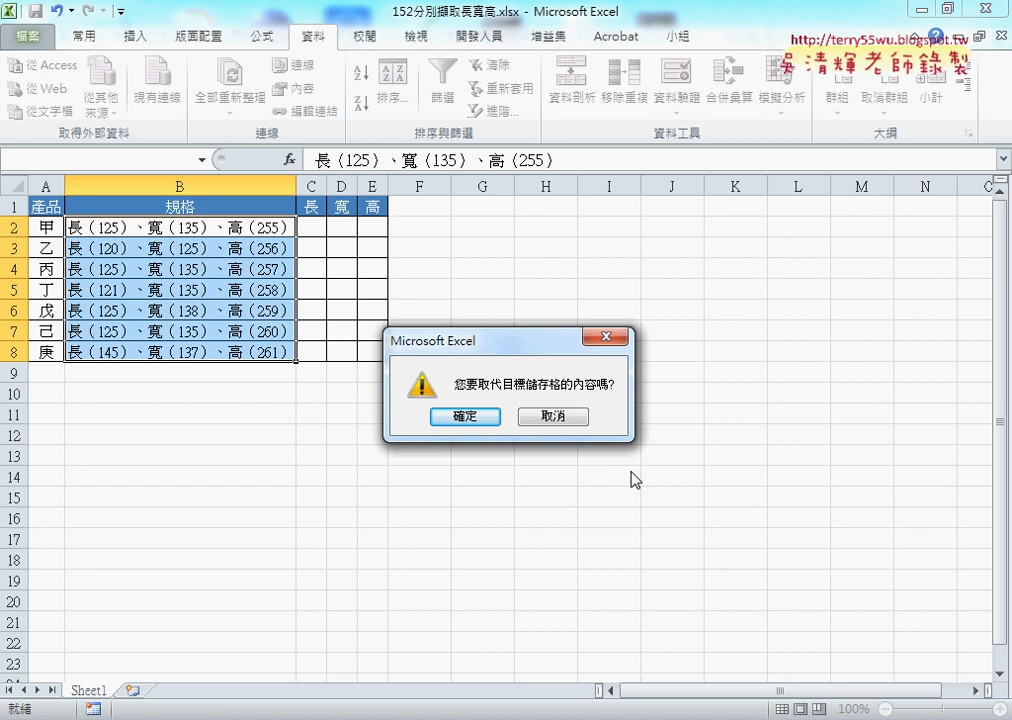 152分別擷取長寬高.xlsx - Microsoft Excel
檔案 常用 插入 版面配置 公式 資料 校閱 檢視 開發人員 增益集 Acrobat 小組
http://terry55wu.blogspot.tw
吳清輝老師錄製
從 Access
從 Web
從文字檔
從其他來源
現有連線
全部重新整理
連線
內容
編輯連結
排序...
篩選
清除
重新套用
進階...
資料剖析 移除重複 資料驗證 合併彙算 模擬分析
群組 取消群組 小計
取得外部資料 連線 排序與篩選 資料工具 大綱
fx 長（125）、寬（135）、高（255）
A B C D E F G H I J K L M N
1 產品 規格 長 寬 高
2 甲 長（125）、寬（135）、高（255）
3 乙 長（120）、寬（125）、高（256）
4 丙 長（125）、寬（135）、高（257）
5 丁 長（121）、寬（135）、高（258）
6 戊 長（125）、寬（138）、高（259）
7 己 長（125）、寬（135）、高（260）
8 庚 長（145）、寬（137）、高（261）
9
10
11
12
13
14
15
16
17
18
19
20
21
22
23
Microsoft Excel
您要取代目標儲存格的內容嗎?
確定 取消
Sheet1
就緒 100%